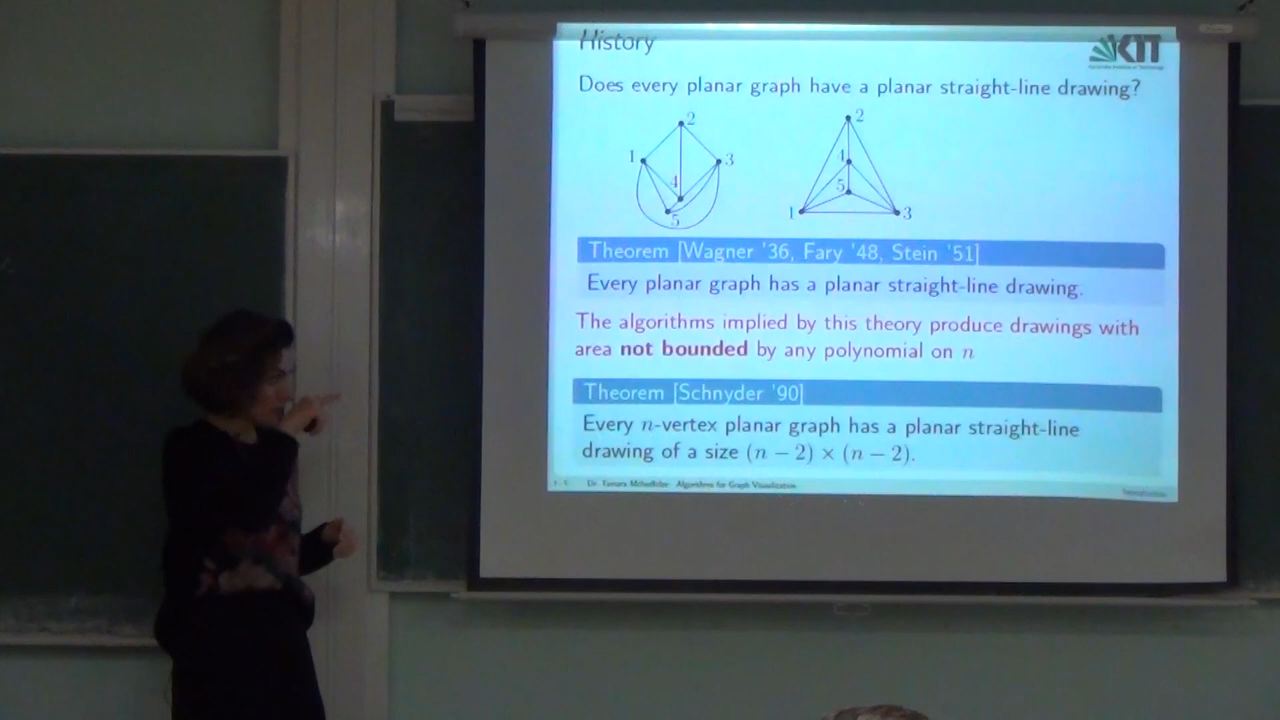 History
KIT
Does every planar graph have a planar straight-line drawing?
2
1
3
4
5
2
4
5
1
3
Theorem [Wagner '36, Fary '48, Stein '51]
Every planar graph has a planar straight-line drawing.
The algorithms implied by this theory produce drawings with
area not bounded by any polynomial on n
Theorem [Schnyder '90]
Every n-vertex planar graph has a planar straight-line
drawing of a size (n − 2) × (n − 2).
Dr. Tamara Mchedlidze Algorithms for Graph Visualization
Introduction